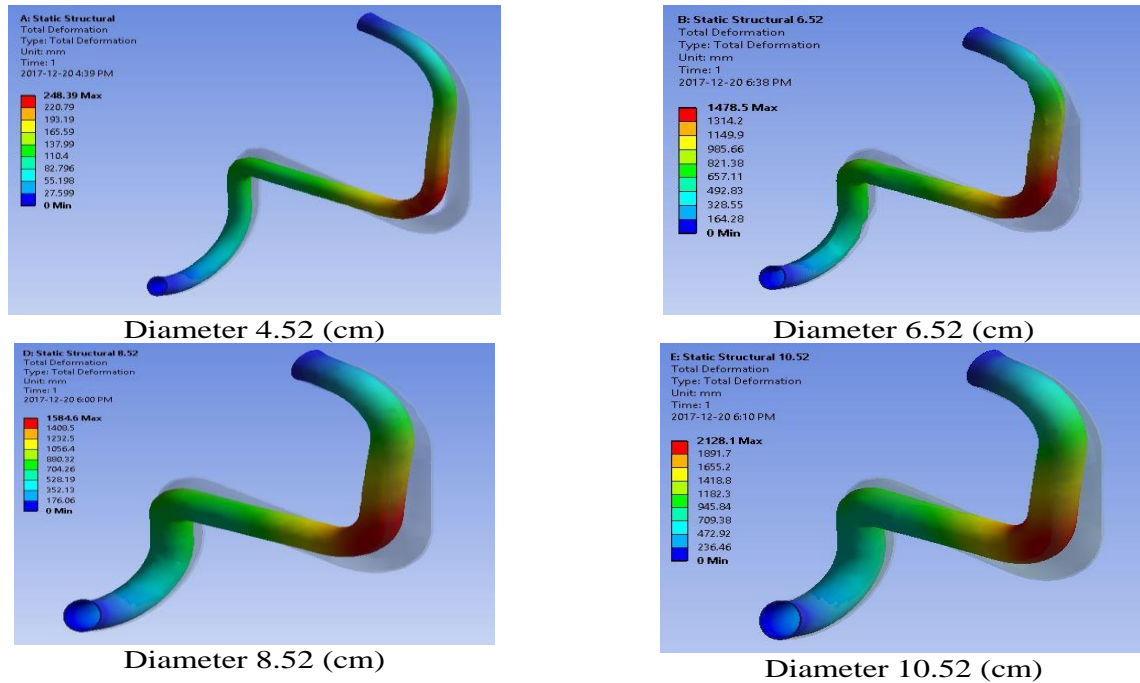 A: Static Structural
Total Deformation
Type: Total Deformation
Unit: mm
Time: 1
2017-12-20 4:39 PM
248.39 Max
220.79
193.19
165.59
137.99
110.4
82.796
55.198
27.599
0 Min
Diameter 4.52 (cm)
B: Static Structural 6.52
Total Deformation
Type: Total Deformation
Unit: mm
Time: 1
2017-12-20 6:38 PM
1478.5 Max
1314.2
1149.9
985.66
821.38
657.11
492.83
328.55
164.28
0 Min
Diameter 6.52 (cm)
D: Static Structural 8.52
Total Deformation
Type: Total Deformation
Unit: mm
Time: 1
2017-12-20 6:00 PM
1584.6 Max
1408.5
1232.5
1056.4
880.32
704.26
528.19
352.13
176.06
0 Min
Diameter 8.52 (cm)
E: Static Structural 10.52
Total Deformation
Type: Total Deformation
Unit: mm
Time: 1
2017-12-20 6:10 PM
2128.1 Max
1891.7
1655.2
1418.8
1182.3
945.84
709.38
472.92
236.46
0 Min
Diameter 10.52 (cm)